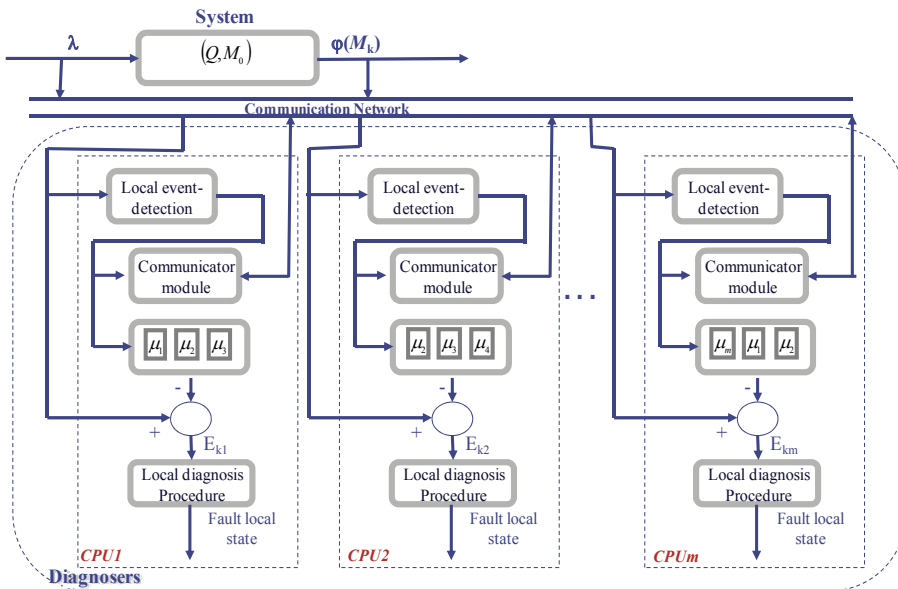 System
λ
(Q, M₀)
φ(Mₖ)
Communication Network
Local event-
detection
Communicator
module
μ₁ μ₂ μ₃
-
+
Eₖ₁
Local diagnosis
Procedure
Fault local
state
CPU1
Local event-
detection
Communicator
module
μ₂ μ₃ μ₄
-
+
Eₖ₂
Local diagnosis
Procedure
Fault local
state
CPU2
...
Local event-
detection
Communicator
module
μₘ μ₁ μ₂
-
+
Eₖₘ
Local diagnosis
Procedure
Fault local
state
CPUm
Diagnosers